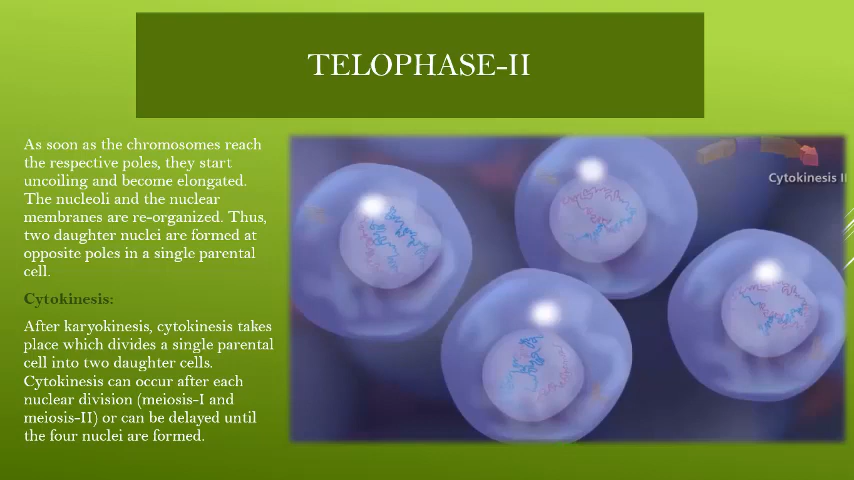 TELOPHASE-II
As soon as the chromosomes reach
the respective poles, they start
uncoiling and become elongated.
The nucleoli and the nuclear
membranes are re-organized. Thus,
two daughter nuclei are formed at
opposite poles in a single parental
cell.
Cytokinesis:
After karyokinesis, cytokinesis takes
place which divides a single parental
cell into two daughter cells.
Cytokinesis can occur after each
nuclear division (meiosis-I and
meiosis-II) or can be delayed until
the four nuclei are formed.
Cytokinesis II